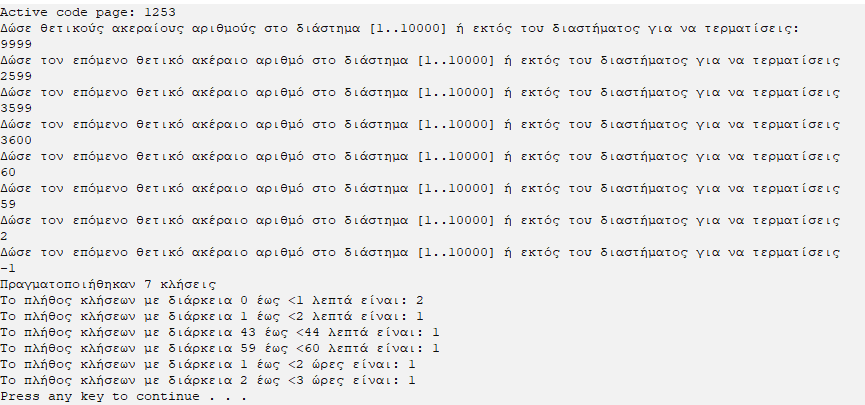 Active code page: 1253
Δώσε θετικούς ακεραίους αριθμούς στο διάστημα [1..10000] ή εκτός του διαστήματος για να τερματίσεις:
9999
Δώσε τον επόμενο θετικό ακέραιο αριθμό στο διάστημα [1..10000] ή εκτός του διαστήματος για να τερματίσεις
2599
Δώσε τον επόμενο θετικό ακέραιο αριθμό στο διάστημα [1..10000] ή εκτός του διαστήματος για να τερματίσεις
3599
Δώσε τον επόμενο θετικό ακέραιο αριθμό στο διάστημα [1..10000] ή εκτός του διαστήματος για να τερματίσεις
3600
Δώσε τον επόμενο θετικό ακέραιο αριθμό στο διάστημα [1..10000] ή εκτός του διαστήματος για να τερματίσεις
60
Δώσε τον επόμενο θετικό ακέραιο αριθμό στο διάστημα [1..10000] ή εκτός του διαστήματος για να τερματίσεις
59
Δώσε τον επόμενο θετικό ακέραιο αριθμό στο διάστημα [1..10000] ή εκτός του διαστήματος για να τερματίσεις
2
Δώσε τον επόμενο θετικό ακέραιο αριθμό στο διάστημα [1..10000] ή εκτός του διαστήματος για να τερματίσεις
-1
Πραγματοποιήθηκαν 7 κλήσεις
Το πλήθος κλήσεων με διάρκεια 0 έως <1 λεπτά είναι: 2
Το πλήθος κλήσεων με διάρκεια 1 έως <2 λεπτά είναι: 1
Το πλήθος κλήσεων με διάρκεια 43 έως <44 λεπτά είναι: 1
Το πλήθος κλήσεων με διάρκεια 59 έως <60 λεπτά είναι: 1
Το πλήθος κλήσεων με διάρκεια 1 έως <2 ώρες είναι: 1
Το πλήθος κλήσεων με διάρκεια 2 έως <3 ώρες είναι: 1
Press any key to continue . . .